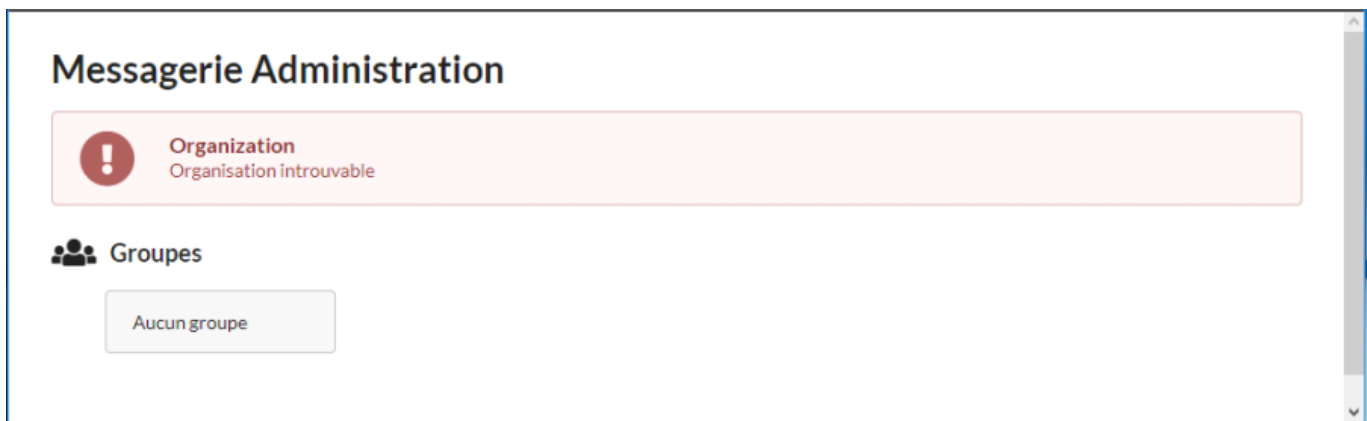 Messagerie Administration
Organization
Organisation introuvable
Groupes
Aucun groupe